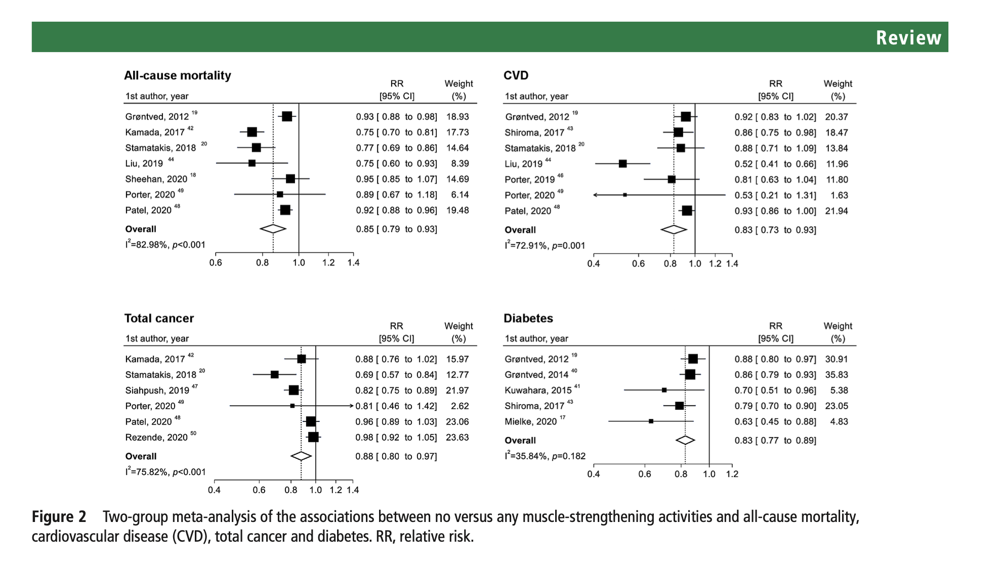 Review
All-cause mortality
RR Weight
1st author, year [95% CI] (%)
Grøntved, 2012 19 0.93 [ 0.88 to 0.98] 18.93
Kamada, 2017 42 0.75 [ 0.70 to 0.81] 17.73
Stamatakis, 2018 20 0.77 [ 0.69 to 0.86] 14.64
Liu, 2019 44 0.75 [ 0.60 to 0.93] 8.39
Sheehan, 2020 18 0.95 [ 0.85 to 1.07] 14.69
Porter, 2020 49 0.89 [ 0.67 to 1.18] 6.14
Patel, 2020 48 0.92 [ 0.88 to 0.96] 19.48
Overall 0.85 [ 0.79 to 0.93]
I²=82.98%, p<0.001
0.6 0.8 1.0 1.2 1.4
CVD
RR Weight
1st author, year [95% CI] (%)
Grøntved, 2012 19 0.92 [ 0.83 to 1.02] 20.37
Shiroma, 2017 43 0.86 [ 0.75 to 0.98] 18.47
Stamatakis, 2018 20 0.88 [ 0.71 to 1.09] 13.84
Liu, 2019 44 0.52 [ 0.41 to 0.66] 11.96
Porter, 2019 46 0.81 [ 0.63 to 1.04] 11.80
Porter, 2020 49 0.53 [ 0.21 to 1.31] 1.63
Patel, 2020 48 0.93 [ 0.86 to 1.00] 21.94
Overall 0.83 [ 0.73 to 0.93]
I²=72.91%, p=0.001
0.4 0.6 0.8 1.0 1.2 1.4
Total cancer
RR Weight
1st author, year [95% CI] (%)
Kamada, 2017 42 0.88 [ 0.76 to 1.02] 15.97
Stamatakis, 2018 20 0.69 [ 0.57 to 0.84] 12.77
Siahpush, 2019 47 0.82 [ 0.75 to 0.89] 21.97
Porter, 2020 49 0.81 [ 0.46 to 1.42] 2.62
Patel, 2020 48 0.96 [ 0.89 to 1.03] 23.06
Rezende, 2020 50 0.98 [ 0.92 to 1.05] 23.63
Overall 0.88 [ 0.80 to 0.97]
I²=75.82%, p<0.001
0.4 0.6 0.8 1.0 1.2 1.4
Diabetes
RR Weight
1st author, year [95% CI] (%)
Grøntved, 2012 19 0.88 [ 0.80 to 0.97] 30.91
Grøntved, 2014 40 0.86 [ 0.79 to 0.93] 35.83
Kuwahara, 2015 41 0.70 [ 0.51 to 0.96] 5.38
Shiroma, 2017 43 0.79 [ 0.70 to 0.90] 23.05
Mielke, 2020 17 0.63 [ 0.45 to 0.88] 4.83
Overall 0.83 [ 0.77 to 0.89]
I²=35.84%, p=0.182
0.4 0.6 0.8 1.0 1.2
Figure 2 Two-group meta-analysis of the associations between no versus any muscle-strengthening activities and all-cause mortality,
cardiovascular disease (CVD), total cancer and diabetes. RR, relative risk.